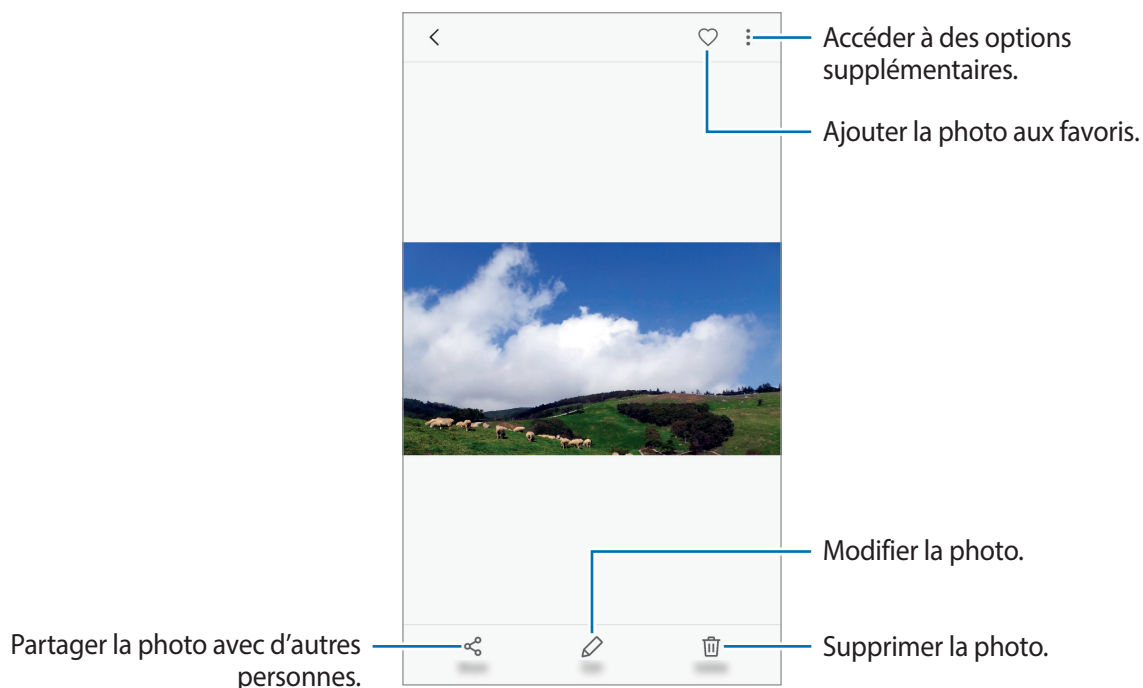 Accéder à des options
supplémentaires.
Ajouter la photo aux favoris.
Modifier la photo.
Partager la photo avec d'autres
personnes.
Supprimer la photo.